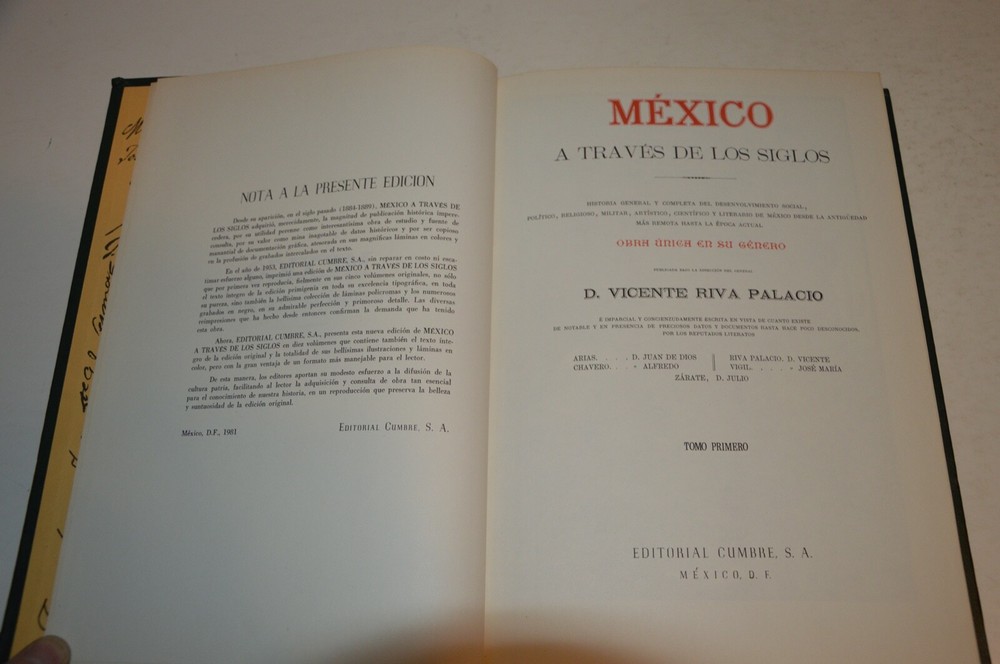 NOTA A LA PRESENTE EDICION
Desde su aparición, en el siglo pasado (1884-1889), MEXICO A TRAVES DE
LOS SIGLOS adquirió, merecidamente, la magnitud de publicación histórica impere-
cedera, por su utilidad perenne como interesantísima obra de estudio y fuente de
consulta, por su valor como mina inagotable de datos históricos y por ser copioso
manantial de documentación gráfica, atesorada en sus magníficas láminas en colores y
en la profusión de grabados intercalados en el texto.
En el año de 1953, EDITORIAL CUMBRE, S.A., sin reparar en costo ni esca-
timar esfuerzo alguno, imprimió una edición de MEXICO A TRAVES DE LOS SIGLOS
que por primera vez reproducía, fielmente en sus cinco volúmenes originales, no sólo
el texto íntegro de la edición primigenia en toda su excelencia tipográfica, en toda
su pureza, sino también la bellísima colección de láminas polícromas y los numerosos
grabados en negro, en su admirable perfección y primoroso detalle. Las diversas
reimpresiones que ha hecho desde entonces confirman la demanda que ha tenido
esta obra.
Ahora, EDITORIAL CUMBRE, S.A., presenta esta nueva edición de MEXICO
A TRAVES DE LOS SIGLOS en diez volúmenes que contiene también el texto ínte-
gro de la edición original y la totalidad de sus bellísimas ilustraciones y láminas en
color, pero con la gran ventaja de un formato más manejable para el lector.
De esta manera, los editores aportan su modesto esfuerzo a la difusión de la
cultura patria, facilitando al lector la adquisición y consulta de obra tan esencial
para el conocimiento de nuestra historia, en un reproducción que preserva la belleza
y suntuosidad de la edición original.
México, D.F., 1981
EDITORIAL CUMBRE, S. A.
MÉXICO
A TRAVÉS DE LOS SIGLOS
HISTORIA GENERAL Y COMPLETA DEL DESENVOLVIMIENTO SOCIAL,
POLÍTICO, RELIGIOSO, MILITAR, ARTÍSTICO, CIENTÍFICO Y LITERARIO DE MÉXICO DESDE LA ANTIGÜEDAD
MÁS REMOTA HASTA LA ÉPOCA ACTUAL
OBRA ÚNICA EN SU GÉNERO
PUBLICADA BAJO LA DIRECCIÓN DEL GENERAL
D. VICENTE RIVA PALACIO
É IMPARCIAL Y CONCIENZUDAMENTE ESCRITA EN VISTA DE CUANTO EXISTE
DE NOTABLE Y EN PRESENCIA DE PRECIOSOS DATOS Y DOCUMENTOS HASTA HACE POCO DESCONOCIDOS,
POR LOS REPUTADOS LITERATOS
ARIAS. . . . D. JUAN DE DIOS
RIVA PALACIO, D. VICENTE
CHAVERO. . » ALFREDO
VIGIL. . . . » JOSÉ MARÍA
ZÁRATE, D. JULIO
TOMO PRIMERO
EDITORIAL CUMBRE, S. A.
MÉXICO, D. F.